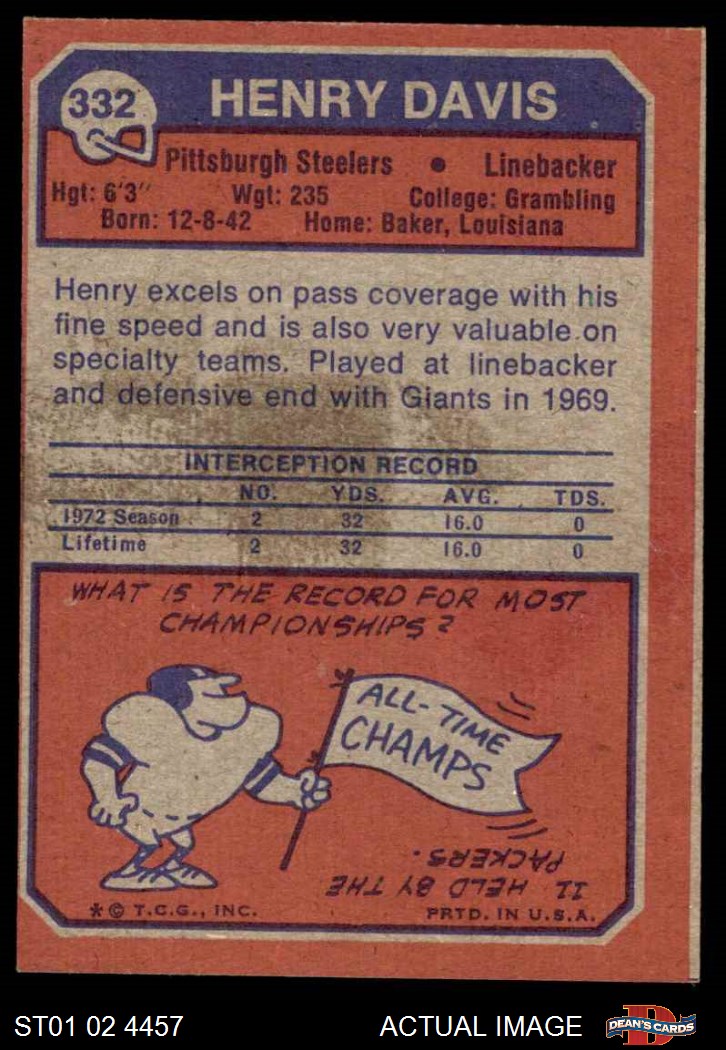 332
HENRY DAVIS
Pittsburgh Steelers • Linebacker
Hgt: 6'3" Wgt: 235 College: Grambling
Born: 12-8-42 Home: Baker, Louisiana
Henry excels on pass coverage with his
fine speed and is also very valuable on
specialty teams. Played at linebacker
and defensive end with Giants in 1969.
INTERCEPTION RECORD
NO. YDS. AVG. TDS.
1972 Season 2 32 16.0 0
Lifetime 2 32 16.0 0
WHAT IS THE RECORD FOR MOST
CHAMPIONSHIPS?
ALL-TIME
CHAMPS
11 HELD BY THE
PACKERS.
* © T.C.G., INC. PRTD. IN U.S.A.
ST01 02 4457 ACTUAL IMAGE D DEAN'S CARDS